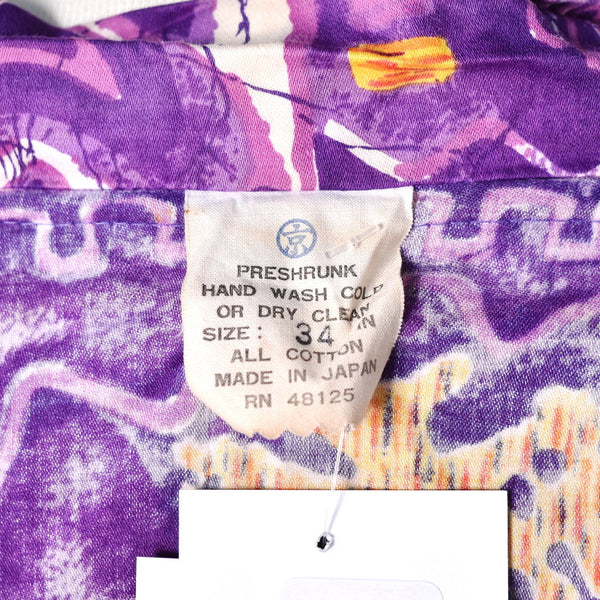 京
PRESHRUNK
HAND WASH COLD
OR DRY CLEAN
SIZE: 34 IN
ALL COTTON
MADE IN JAPAN
RN 48125